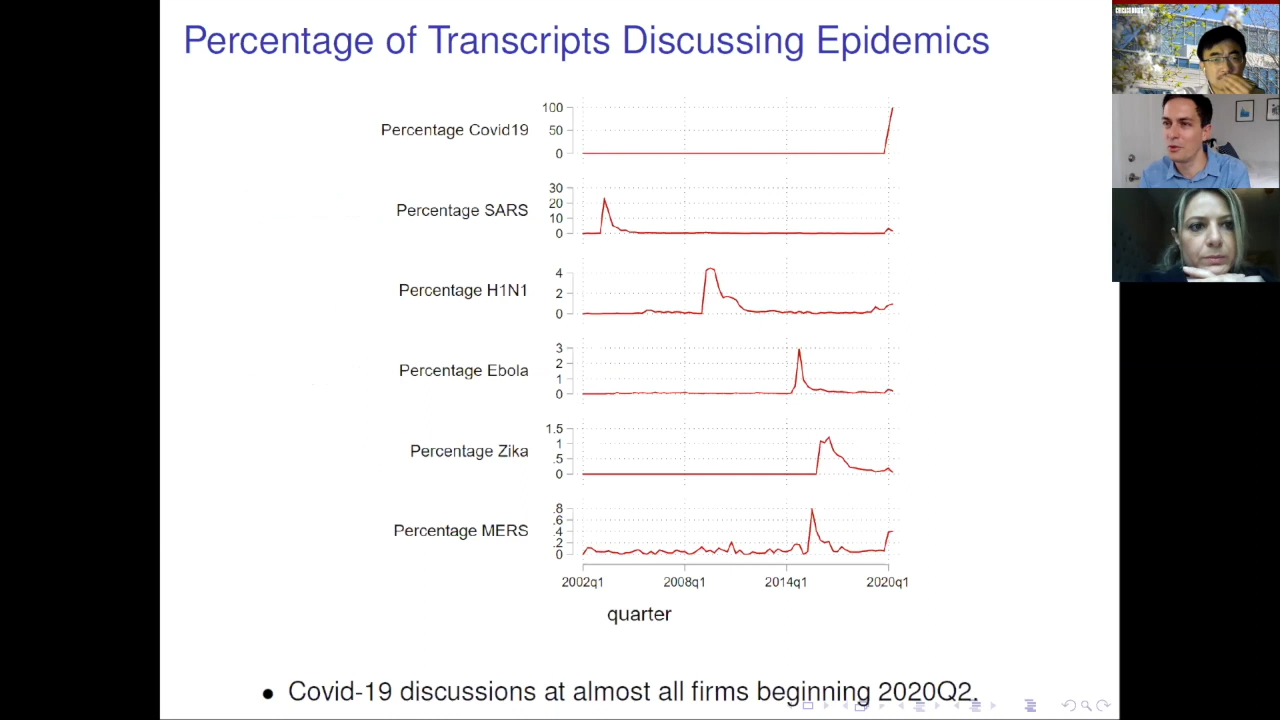 Percentage of Transcripts Discussing Epidemics
Percentage Covid19
100
50
0
Percentage SARS
30
20
10
0
Percentage H1N1
4
2
0
Percentage Ebola
3
2
1
0
Percentage Zika
1.5
1
.5
0
Percentage MERS
.8
.6
.4
.2
0
2002q1 2008q1 2014q1 2020q1
quarter
• Covid-19 discussions at almost all firms beginning 2020Q2.